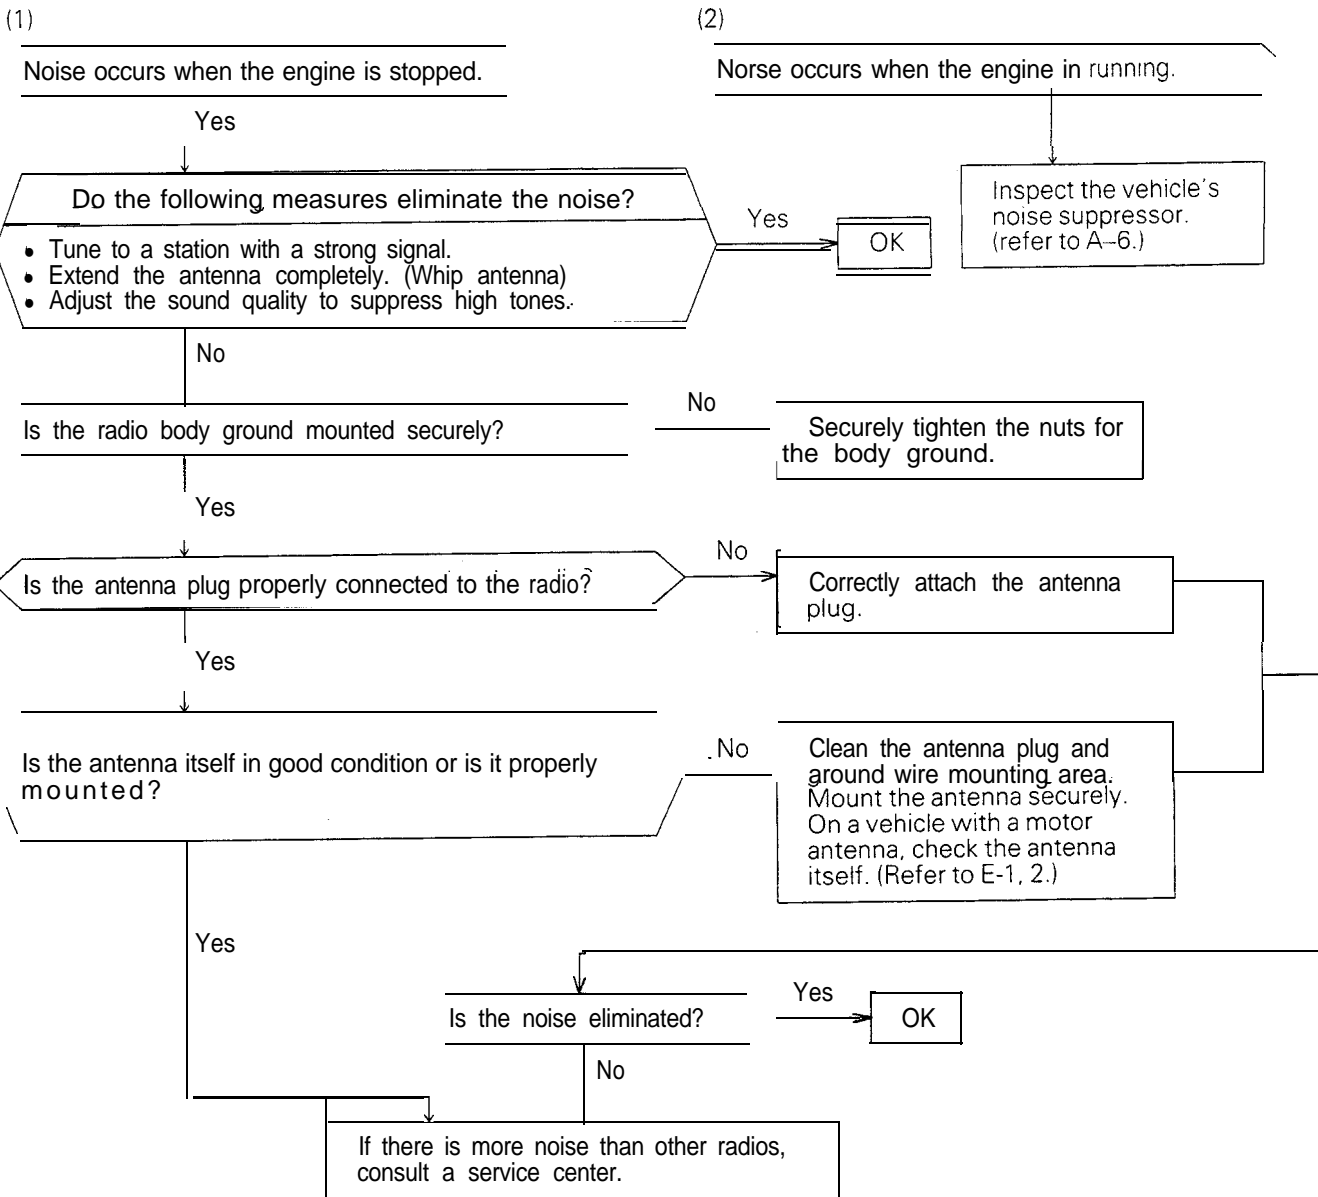 (1)
Noise occurs when the engine is stopped.
Yes
Do the following measures eliminate the noise?
• Tune to a station with a strong signal.
• Extend the antenna completely. (Whip antenna)
• Adjust the sound quality to suppress high tones.
Yes
OK
(2)
Norse occurs when the engine in running.
Inspect the vehicle's
noise suppressor.
(refer to A–6.)
No
Is the radio body ground mounted securely?
No
Securely tighten the nuts for
the body ground.
Yes
Is the antenna plug properly connected to the radio?
No
Correctly attach the antenna
plug.
Yes
Is the antenna itself in good condition or is it properly
mounted?
No
Clean the antenna plug and
around wire mounting area.
Mount the antenna securely.
On a vehicle with a motor
antenna, check the antenna
itself. (Refer to E-1, 2.)
Yes
Is the noise eliminated?
Yes
OK
No
If there is more noise than other radios,
consult a service center.